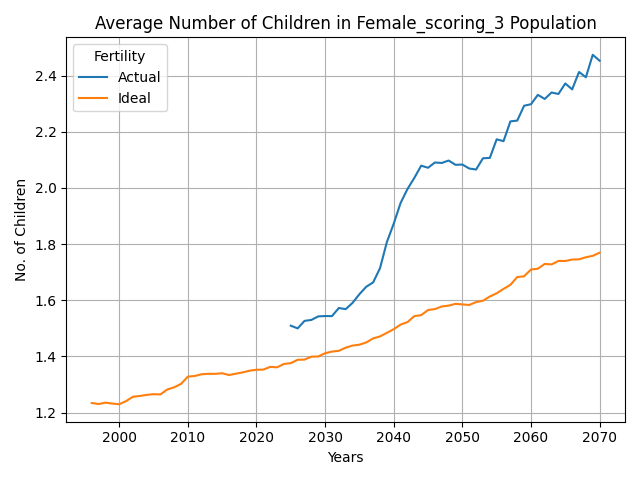 Average Number of Children in Female_scoring_3 Population
Fertility
Actual
Ideal
No. of Children
2.4
2.2
2.0
1.8
1.6
1.4
1.2
2000 2010 2020 2030 2040 2050 2060 2070
Years